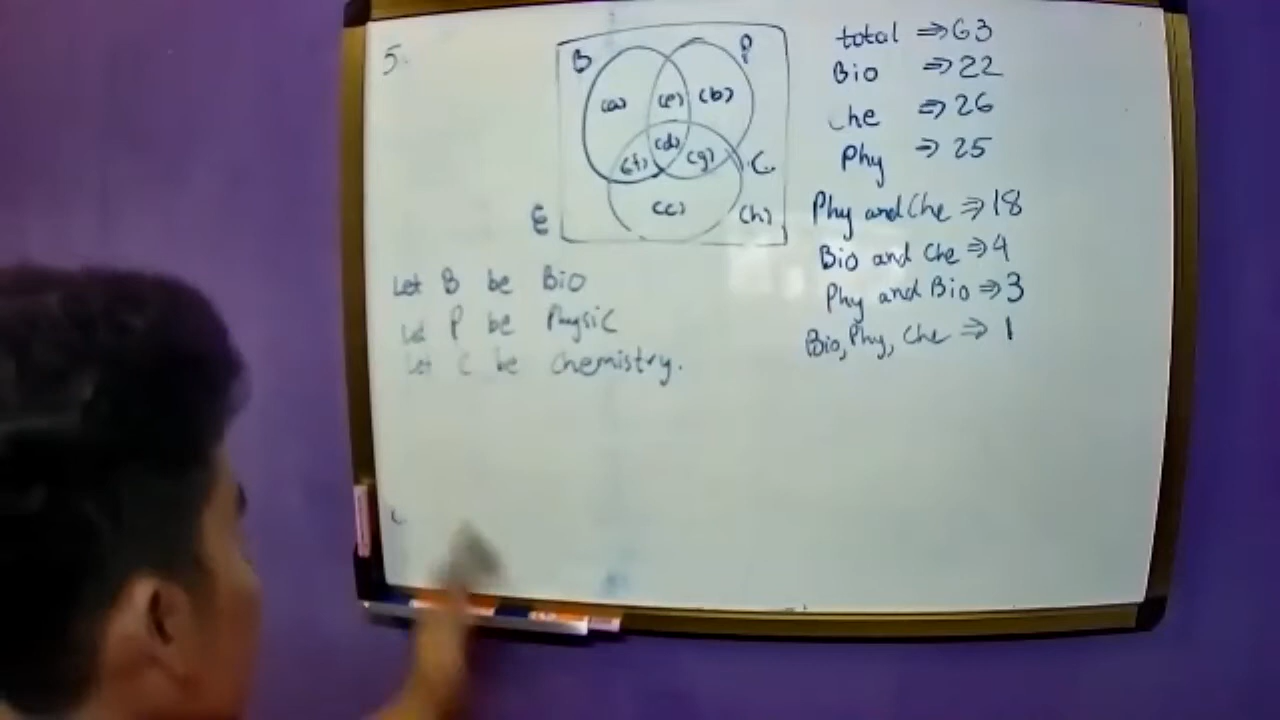 5.
B
P
(a)
(e)
(b)
(d)
(f)
(g)
C
(c)
(h)
total ⇒ 63
Bio ⇒ 22
Che ⇒ 26
Phy ⇒ 25
Phy and Che ⇒ 18
Bio and Che ⇒ 4
Phy and Bio ⇒ 3
Bio, Phy, Che ⇒ 1
Let B be Bio
Let P be Physic
Let C be Chemistry.